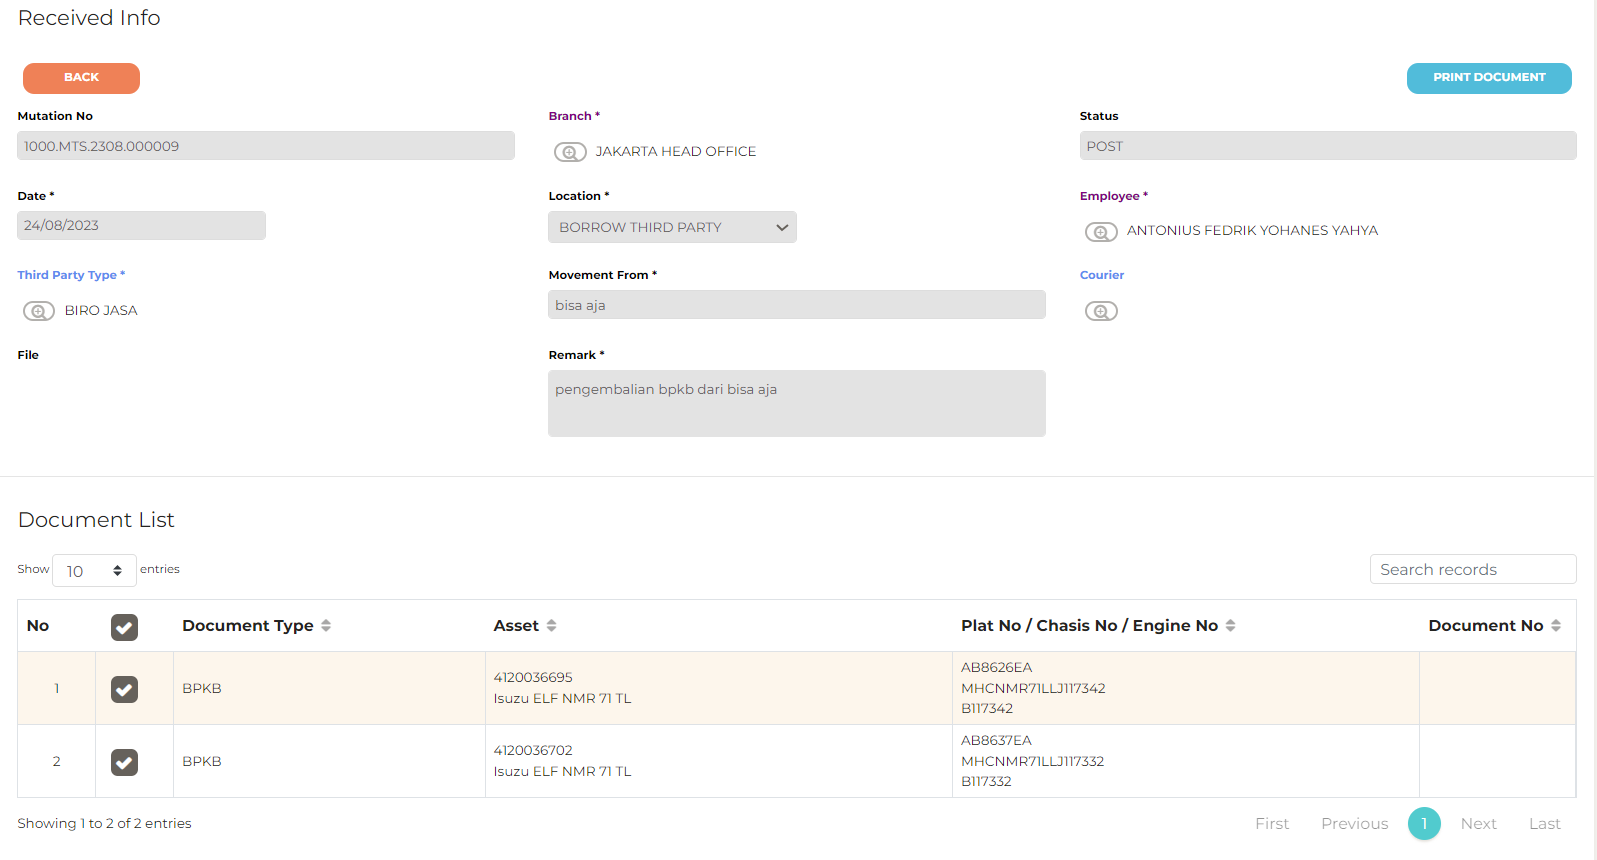 Received Info
BACK
PRINT DOCUMENT
Mutation No
1000.MTS.2308.000009
Branch *
JAKARTA HEAD OFFICE
Status
POST
Date *
24/08/2023
Location *
BORROW THIRD PARTY
Employee *
ANTONIUS FEDRIK YOHANES YAHYA
Third Party Type *
BIRO JASA
Movement From *
bisa aja
Courier
File
Remark *
pengembalian bpkb dari bisa aja
Document List
Show 10 entries
Search records
No Document Type Asset Plat No / Chasis No / Engine No Document No
1 BPKB
4120036695
Isuzu ELF NMR 71 TL
AB8626EA
MHCNMR71LLJ117342
B117342
2 BPKB
4120036702
Isuzu ELF NMR 71 TL
AB8637EA
MHCNMR71LLJ117332
B117332
Showing 1 to 2 of 2 entries
First Previous 1 Next Last